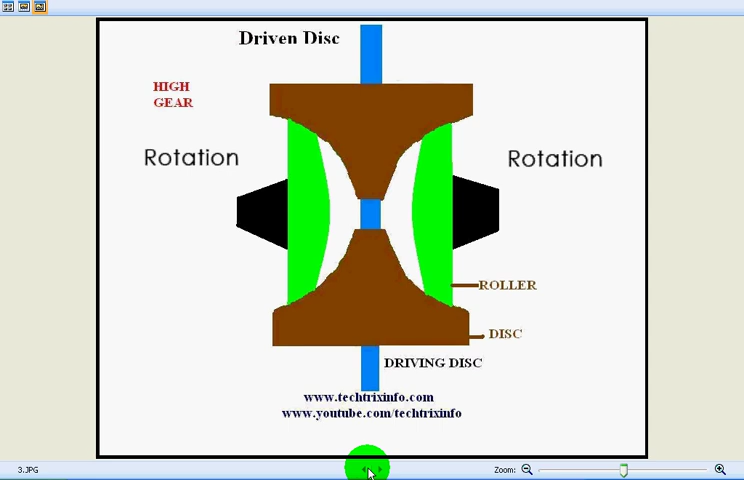 Driven Disc
HIGH
GEAR
Rotation
Rotation
ROLLER
DISC
DRIVING DISC
www.techtrixinfo.com
www.youtube.com/techtrixinfo
3.JPG
Zoom: